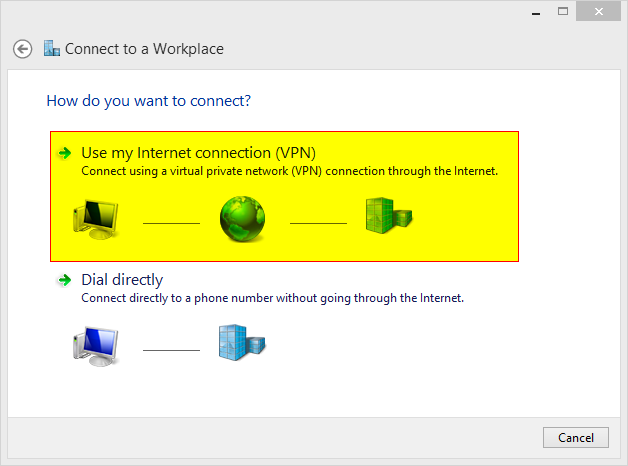 Connect to a Workplace
How do you want to connect?
Use my Internet connection (VPN)
Connect using a virtual private network (VPN) connection through the Internet.
Dial directly
Connect directly to a phone number without going through the Internet.
Cancel